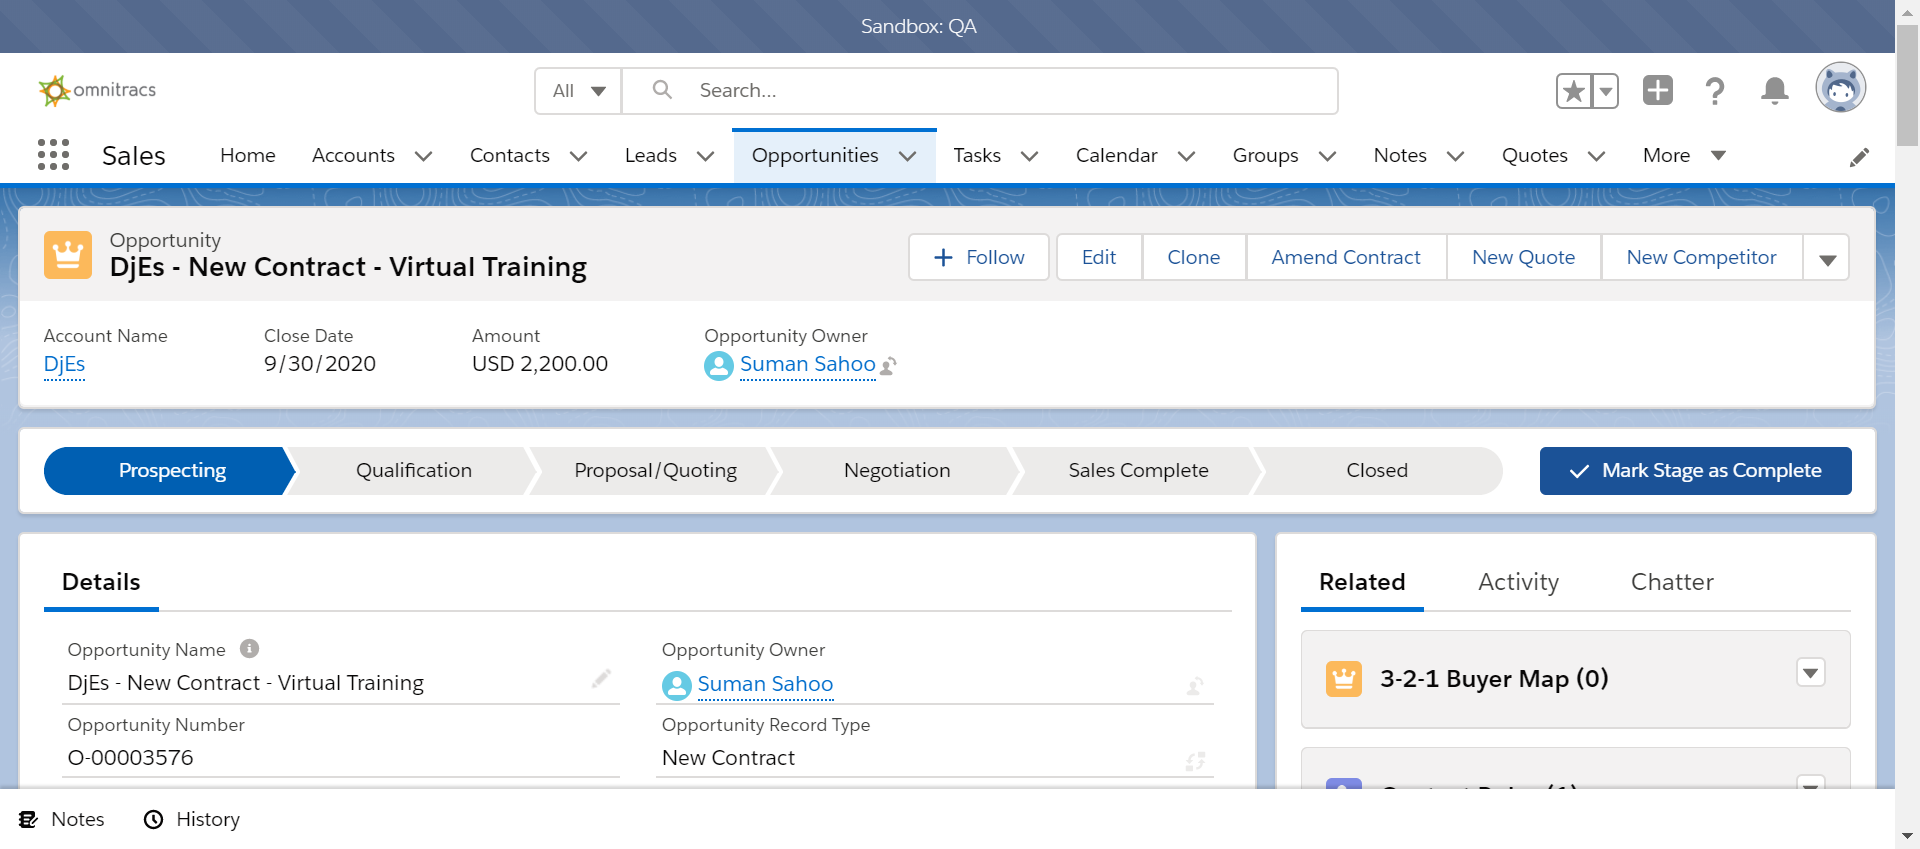 Sandbox: QA
omnitracs
All Search...
Sales Home Accounts Contacts Leads Opportunities Tasks Calendar Groups Notes Quotes More
Opportunity
DjEs - New Contract - Virtual Training
Follow Edit Clone Amend Contract New Quote New Competitor
Account Name Close Date Amount Opportunity Owner
DjEs 9/30/2020 USD 2,200.00 Suman Sahoo
Prospecting Qualification Proposal/Quoting Negotiation Sales Complete Closed Mark Stage as Complete
Details
Opportunity Name Opportunity Owner
DjEs - New Contract - Virtual Training Suman Sahoo
Opportunity Number Opportunity Record Type
O-00003576 New Contract
Related Activity Chatter
3-2-1 Buyer Map (0)
Notes History